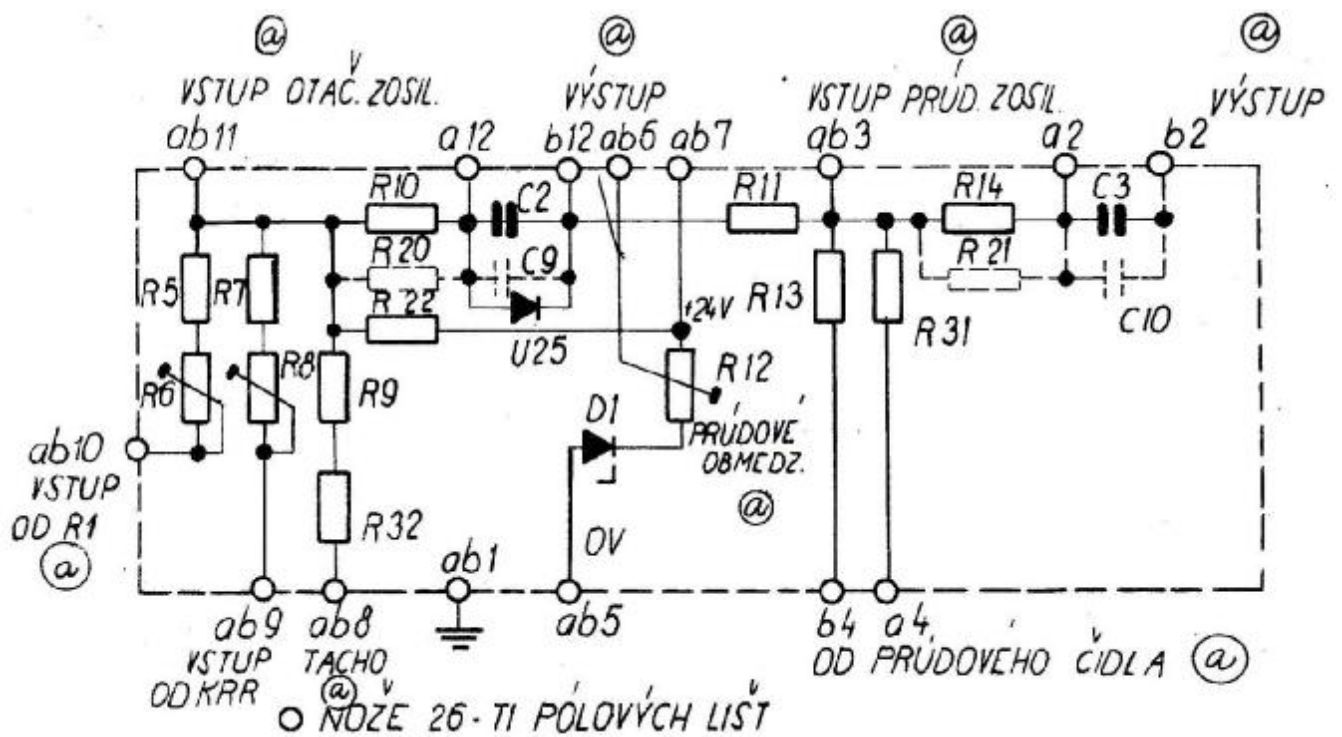 @ @ @ @
VSTUP OTAČ. ZOSIL. VÝSTUP VSTUP PRÚD. ZOSIL. VÝSTUP
ab11 a12 b12 ab6 ab7 ab3 a2 b2
R10 C2 R11 R14 C3
R20 C9 R21
R5 R7 R22 +24V R13 R31 C10
U25
R6 R8 R9 R12
D1 PRÚDOVÉ
OBMEDZ.
ab10
VSTUP
OD R1
@
@
R32 0V
ab1
ab9 ab8 ab5 b4 a4
VSTUP TACHO OD PRÚDOVÉHO ČIDLA @
OD KRR @
NOŽE 26-TI PÓLOVÝCH LIŠT